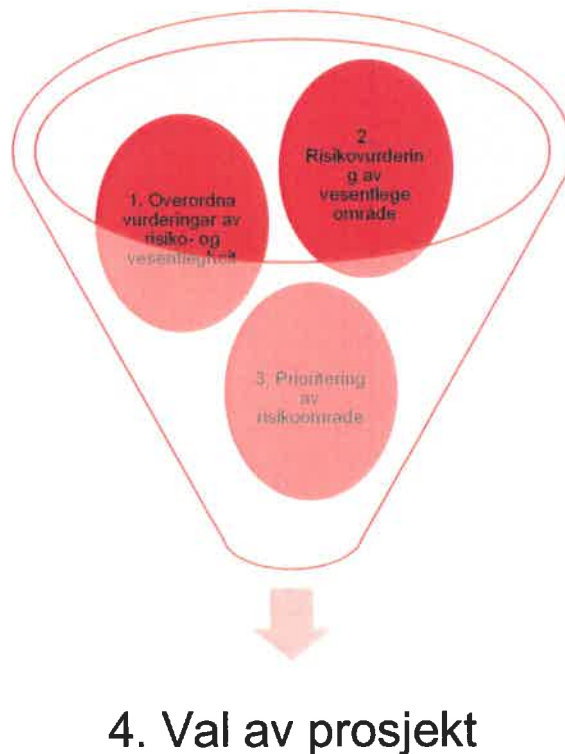 1. Overordna
vurderingar av
risiko- og
vesentlegheit
2
Risikovurderin
g av
vesentlege
område
3. Prioritering
av
risikoområde
4. Val av prosjekt